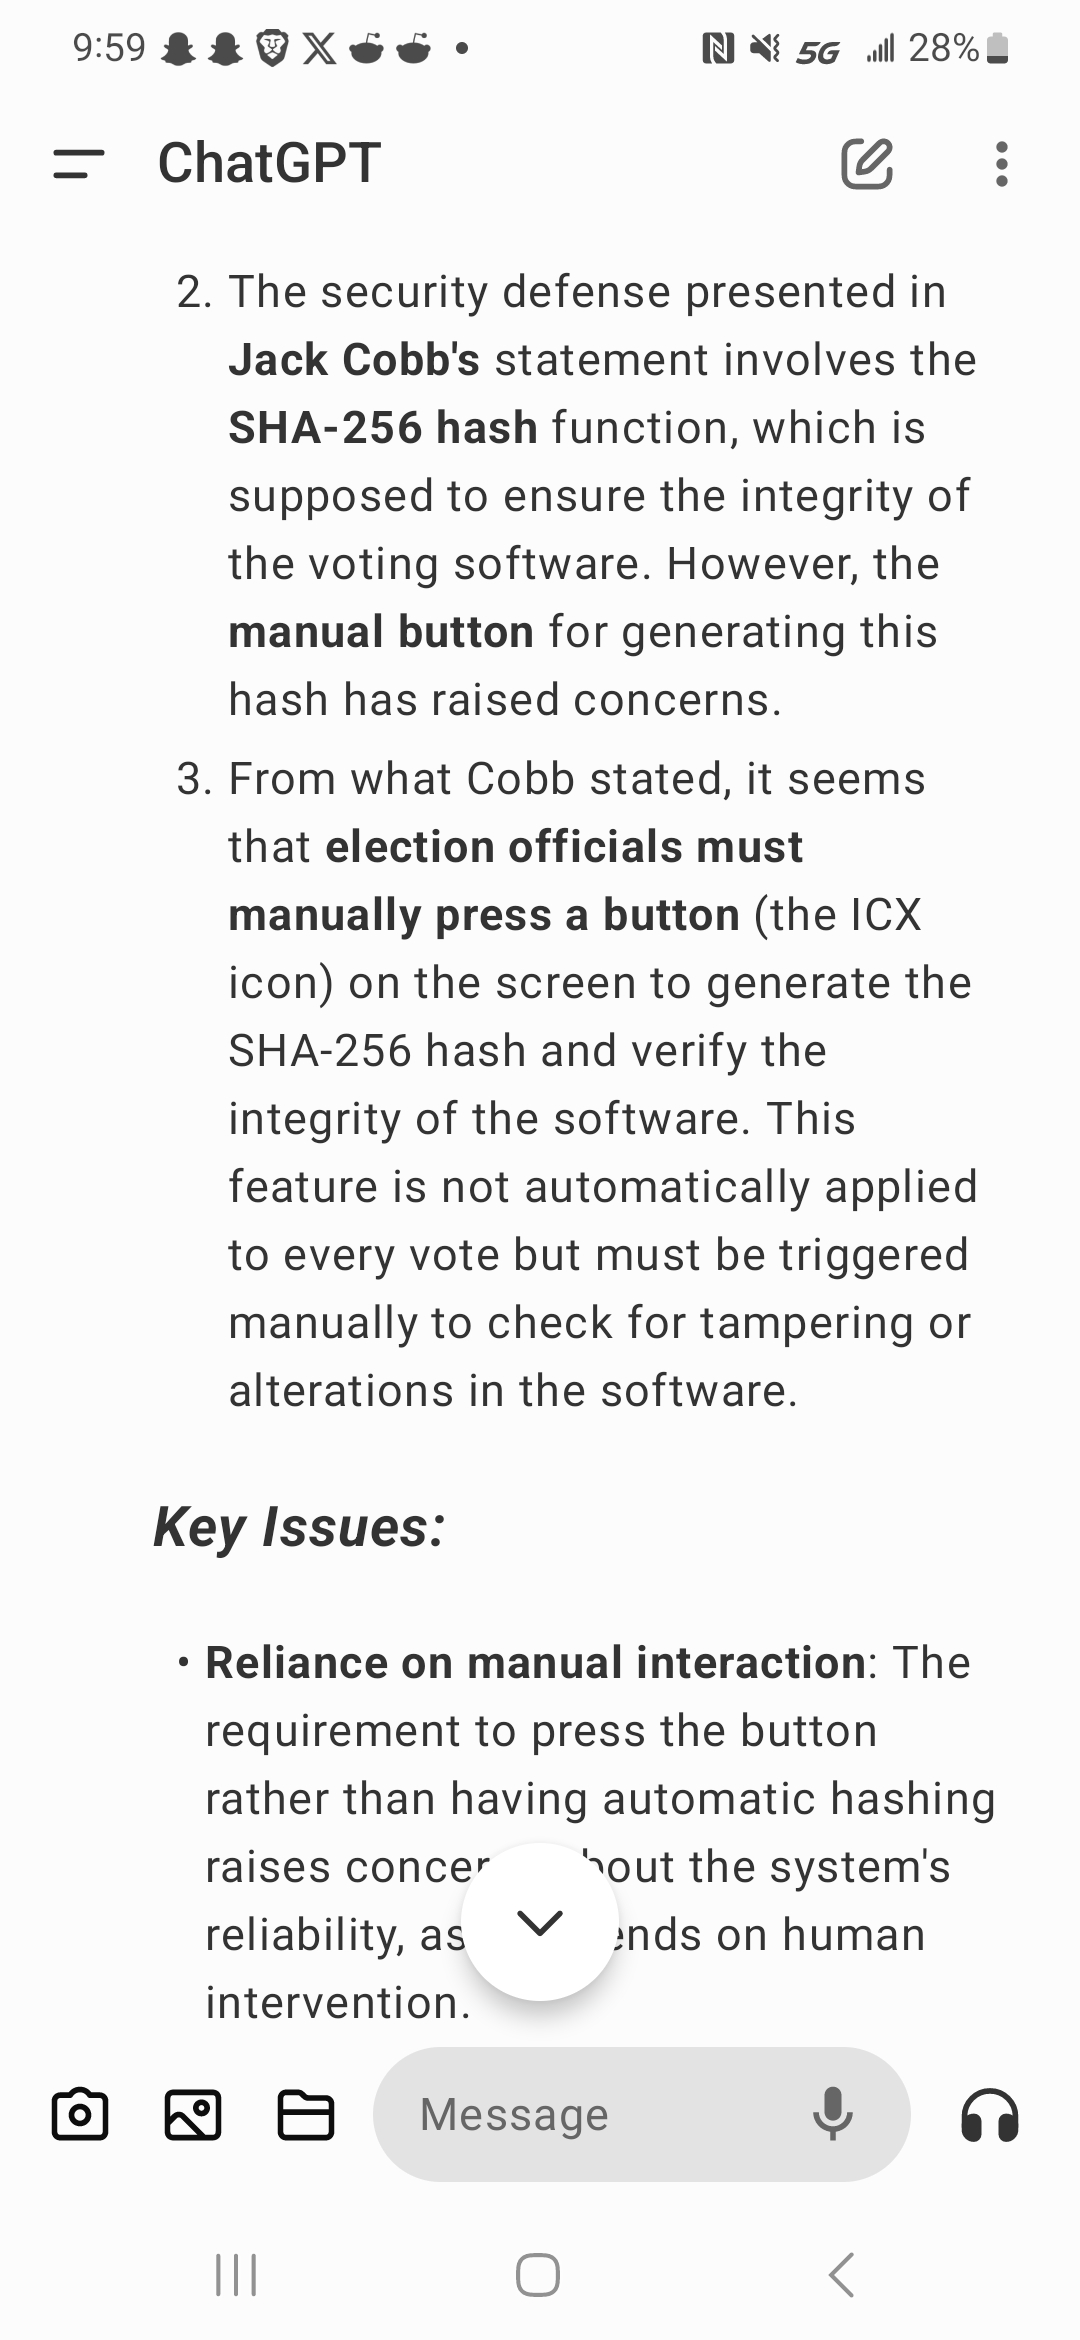 9:59 5G 28%
ChatGPT
2. The security defense presented in
Jack Cobb's statement involves the
SHA-256 hash function, which is
supposed to ensure the integrity of
the voting software. However, the
manual button for generating this
hash has raised concerns.
3. From what Cobb stated, it seems
that election officials must
manually press a button (the ICX
icon) on the screen to generate the
SHA-256 hash and verify the
integrity of the software. This
feature is not automatically applied
to every vote but must be triggered
manually to check for tampering or
alterations in the software.
Key Issues:
• Reliance on manual interaction: The
requirement to press the button
rather than having automatic hashing
raises the system's
reliability, on human
intervention.
Message